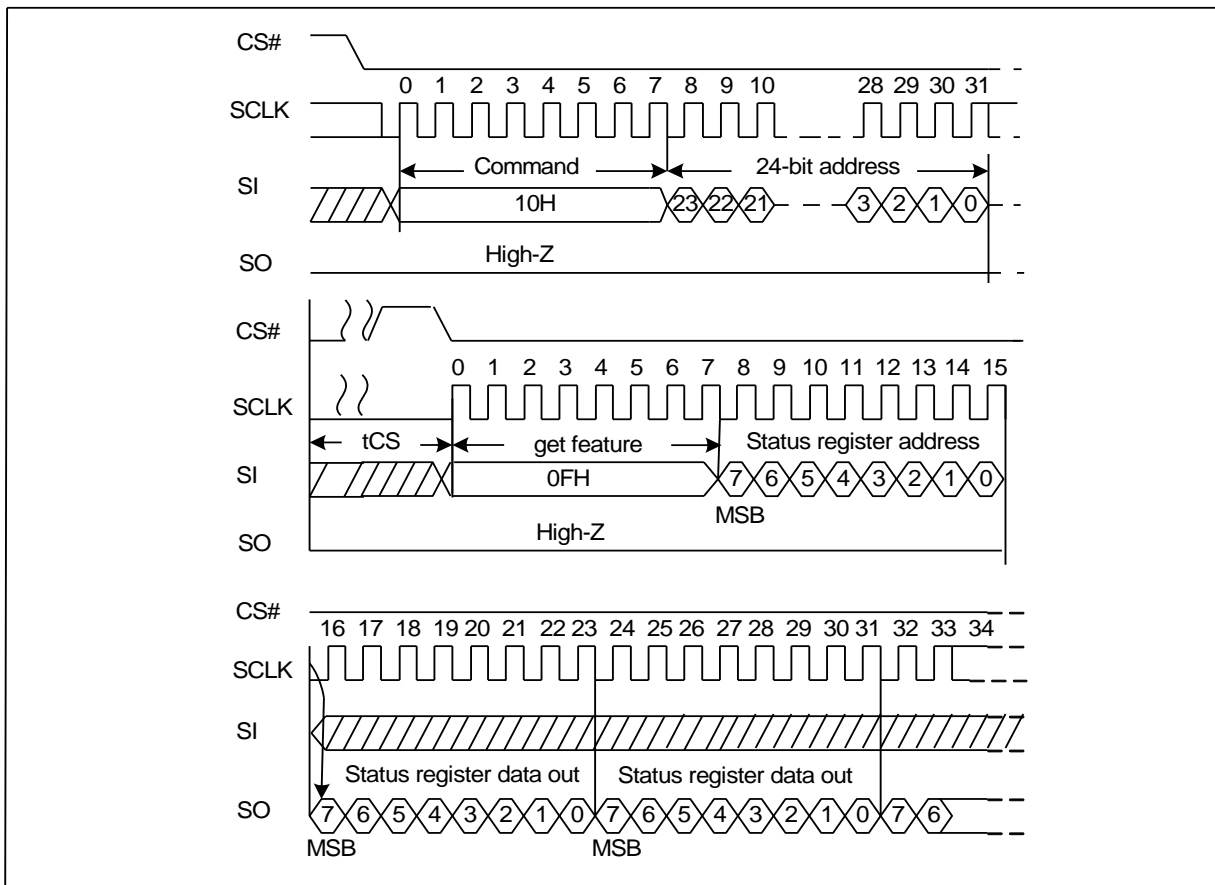 CS#
0 1 2 3 4 5 6 7 8 9 10 28 29 30 31
SCLK
Command 24-bit address
SI
10H 23 22 21 3 2 1 0
High-Z
SO
CS#
0 1 2 3 4 5 6 7 8 9 10 11 12 13 14 15
SCLK
tCS get feature Status register address
SI
0FH 7 6 5 4 3 2 1 0
MSB
High-Z
SO
CS#
16 17 18 19 20 21 22 23 24 25 26 27 28 29 30 31 32 33 34
SCLK
SI
Status register data out Status register data out
SO
7 6 5 4 3 2 1 0 7 6 5 4 3 2 1 0 7 6
MSB MSB